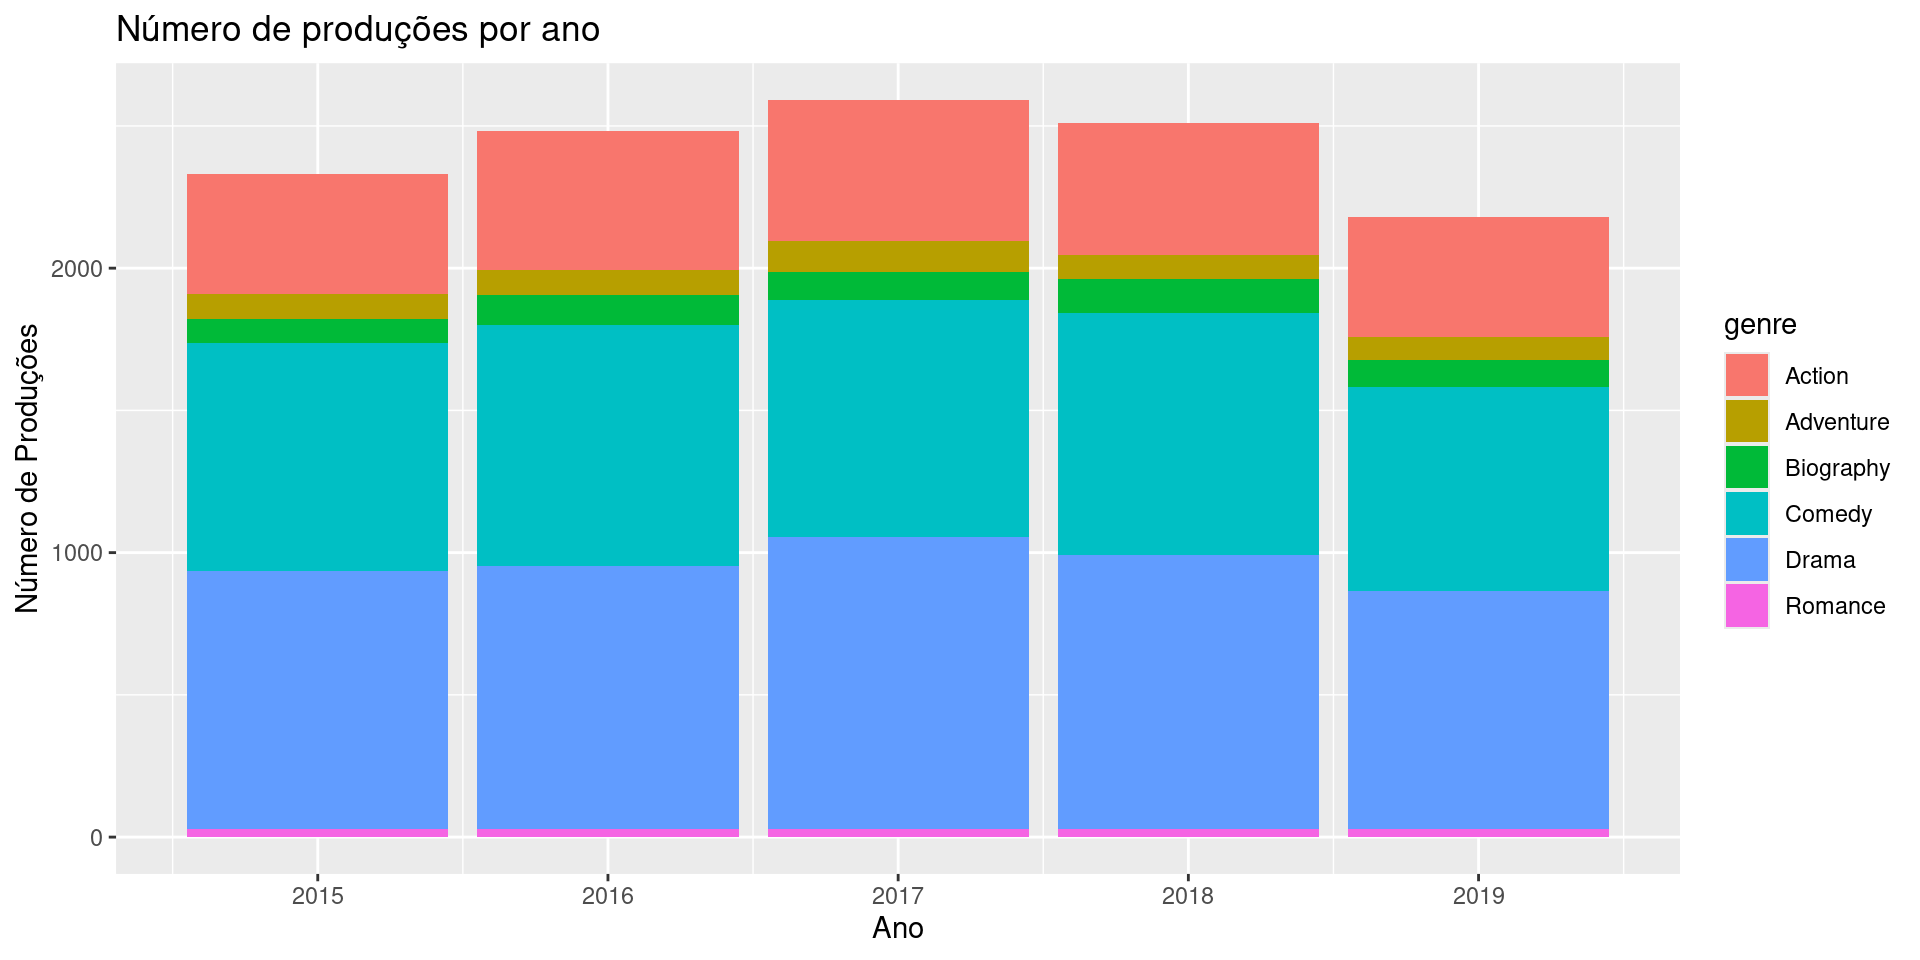 Número de produções por ano
Número de Produções
2000
1000
0
2015
2016
2017
2018
2019
Ano
genre
Action
Adventure
Biography
Comedy
Drama
Romance